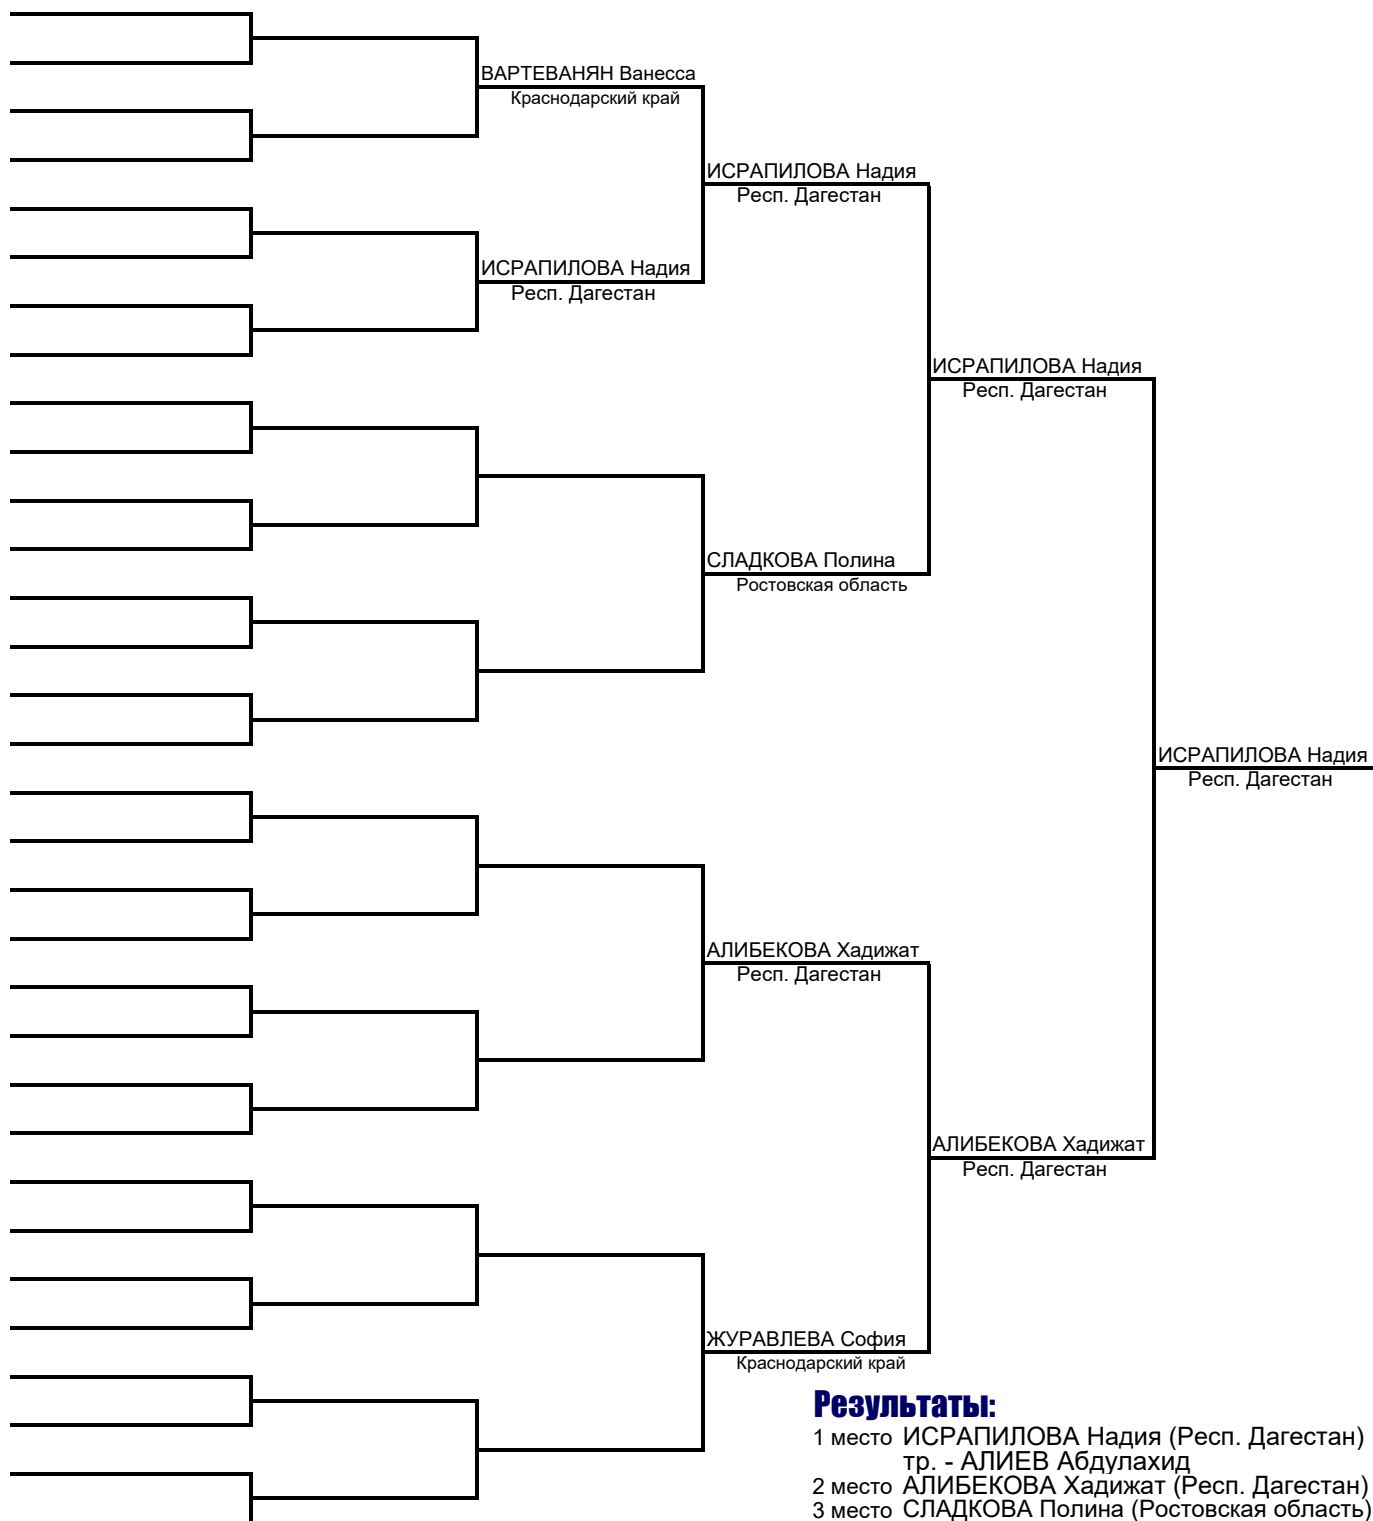 ВАРТЕВАНЯН Ванесса
Краснодарский край
ИСРАПИЛОВА Надия
Респ. Дагестан
ИСРАПИЛОВА Надия
Респ. Дагестан
ИСРАПИЛОВА Надия
Респ. Дагестан
СЛАДКОВА Полина
Ростовская область
ИСРАПИЛОВА Надия
Респ. Дагестан
АЛИБЕКОВА Хадижат
Респ. Дагестан
АЛИБЕКОВА Хадижат
Респ. Дагестан
ЖУРАВЛЕВА София
Краснодарский край
Результаты:
1 место ИСРАПИЛОВА Надия (Респ. Дагестан)
тр. - АЛИЕВ Абдулахид
2 место АЛИБЕКОВА Хадижат (Респ. Дагестан)
3 место СЛАДКОВА Полина (Ростовская область)